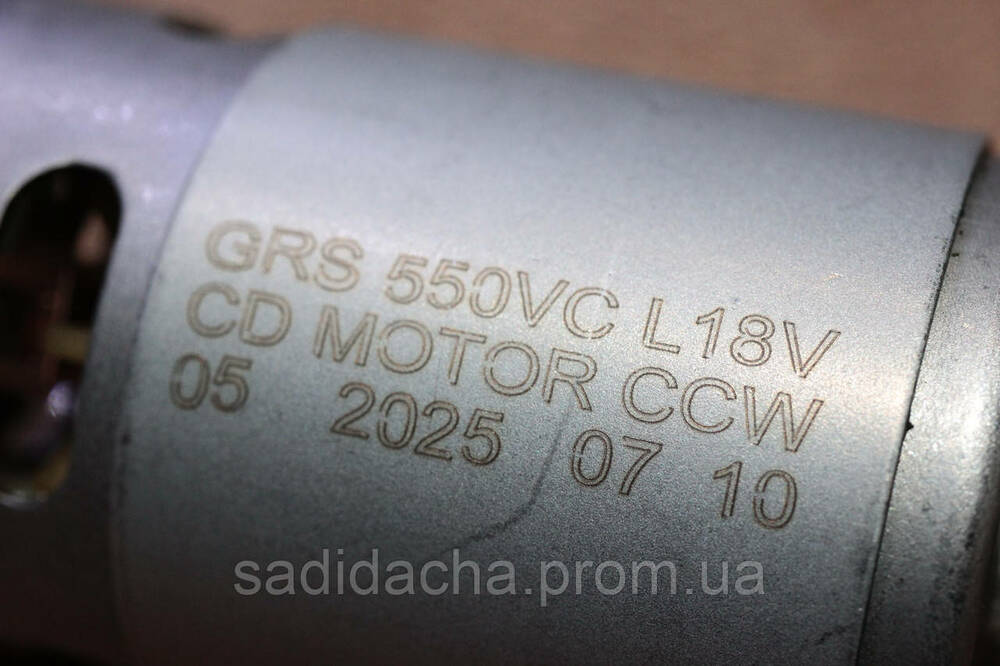 GRS 550VC L18V
CD MOTOR CCW
05 2025 07 10
sadidacha.prom.ua